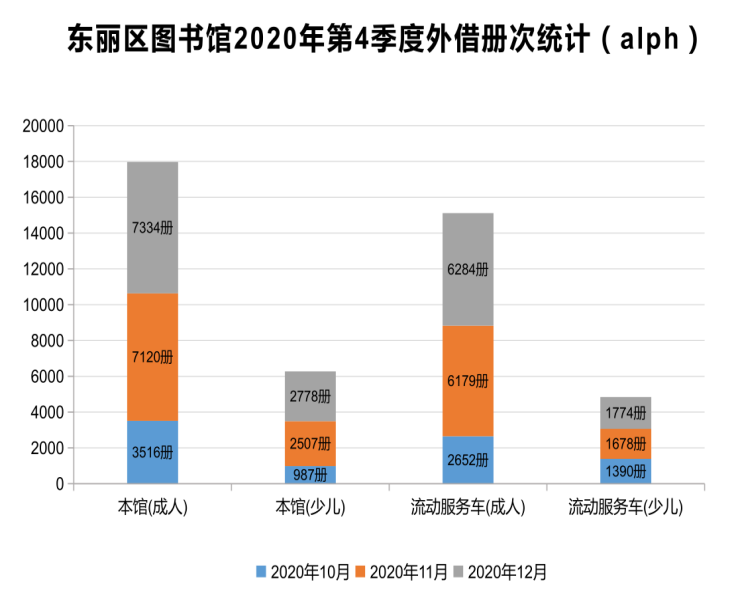 东丽区图书馆2020年第4季度外借册次统计（alph）
20000
18000
16000
14000
12000
10000
8000
6000
4000
2000
0
7334册
7120册
3516册
2778册
2507册
987册
6284册
6179册
2652册
1774册
1678册
1390册
本馆(成人) 本馆(少儿) 流动服务车(成人) 流动服务车(少儿)
2020年10月 2020年11月 2020年12月